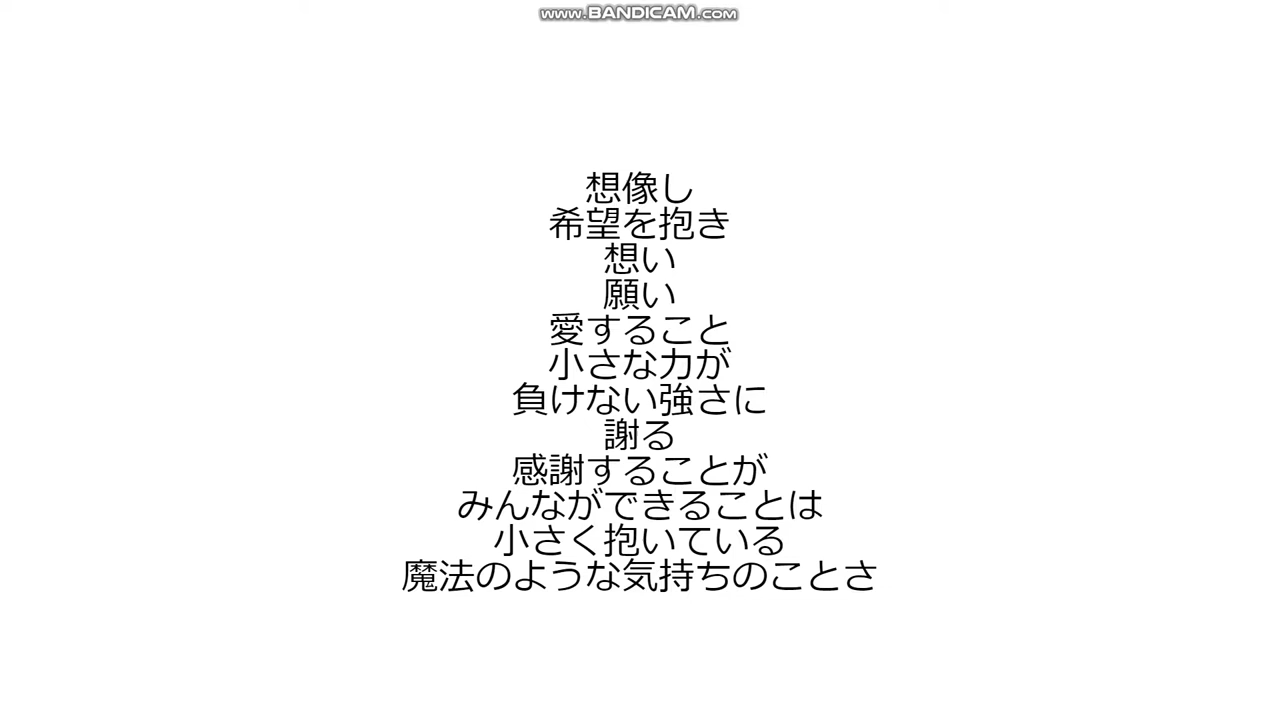 www.BANDICAM.com
想像し
希望を抱き
想い
願い
愛すること
小さな力が
負けない強さに
謝る
感謝することが
みんなができることは
小さく抱いている
魔法のような気持ちのことさ